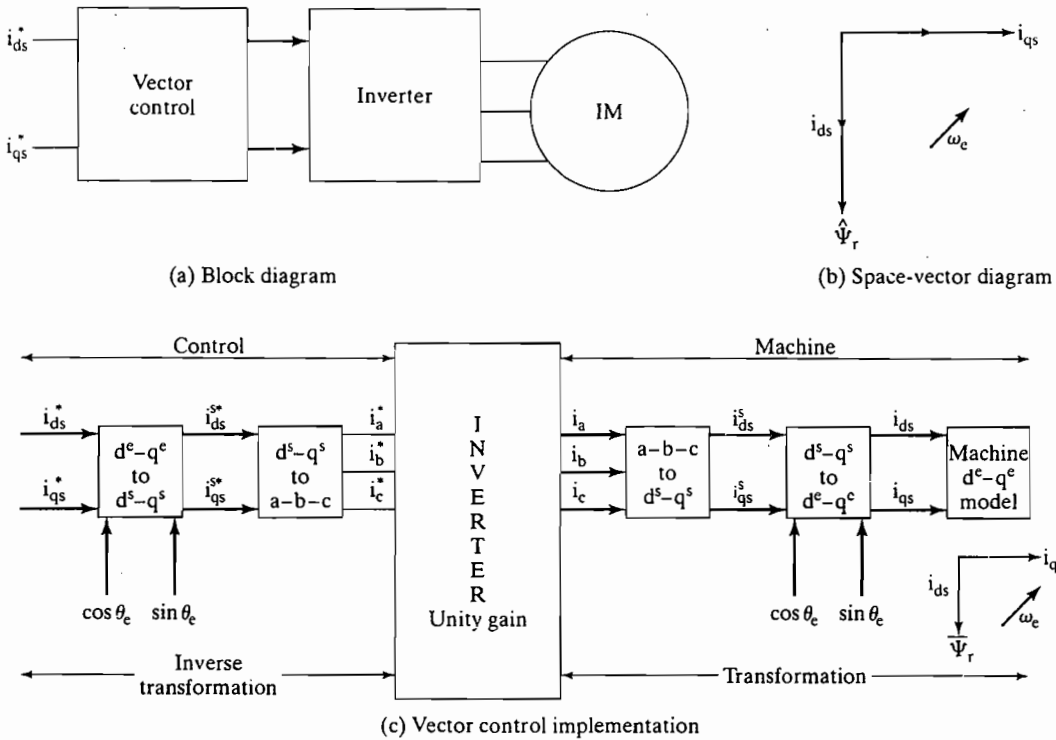 i*ds
i*qs
Vector
control
Inverter
IM
iqs
ids
ωe
Ψ̂r
(a) Block diagram
(b) Space-vector diagram
Control
Machine
i*ds
i*qs
dᵉ–qᵉ
to
dˢ–qˢ
cos θe
sin θe
iˢ*ds
iˢ*qs
dˢ–qˢ
to
a–b–c
i*a
i*b
i*c
INVERTER
Unity gain
ia
ib
ic
a–b–c
to
dˢ–qˢ
iˢds
iˢqs
dˢ–qˢ
to
dᵉ–qᵉ
cos θe
sin θe
ids
iqs
Machine
dᵉ–qᵉ
model
iq
ids
ωe
Ψ̅r
Inverse
transformation
Transformation
(c) Vector control implementation